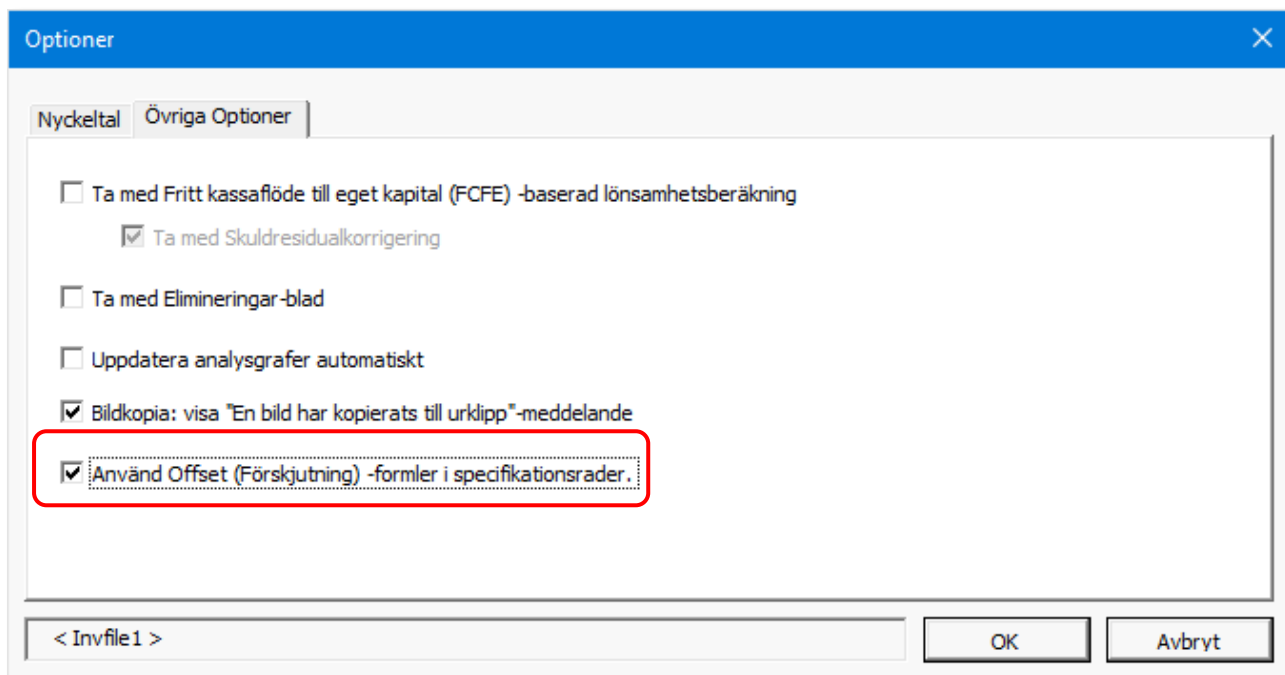 Optioner
Nyckeltal Övriga Optioner
Ta med Fritt kassaflöde till eget kapital (FCFE) -baserad lönsamhetsberäkning
Ta med Skuldresidualkorrigering
Ta med Elimineringar-blad
Uppdatera analysgrafer automatiskt
Bildkopia: visa "En bild har kopierats till urklipp"-meddelande
Använd Offset (Förskjutning) -formler i specifikationsrader.
< Invfile1 > OK Avbryt